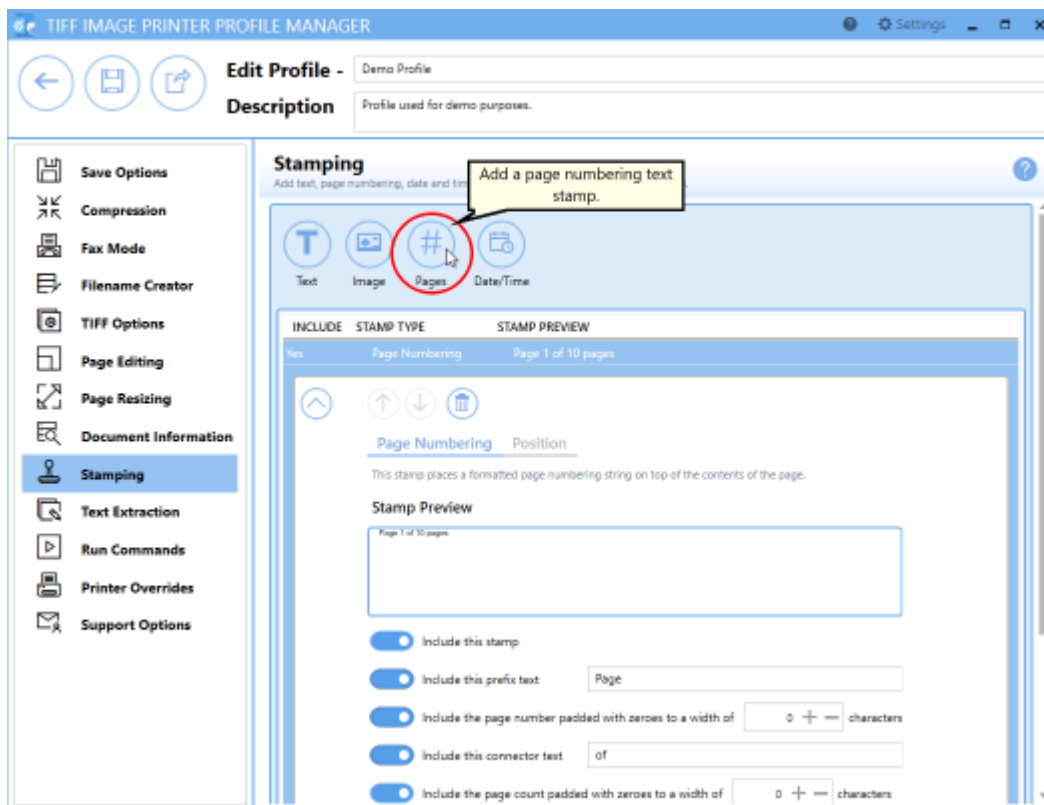 TIFF IMAGE PRINTER PROFILE MANAGER
Settings
Edit Profile - Demo Profile
Description Profile used for demo purposes.
Save Options
Compression
Fax Mode
Filename Creator
TIFF Options
Page Editing
Page Resizing
Document Information
Stamping
Text Extraction
Run Commands
Printer Overrides
Support Options
Stamping
Add text, page numbering, date and
Add a page numbering text
stamp.
Text Image Pages Date/Time
INCLUDE STAMP TYPE STAMP PREVIEW
Yes Page Numbering Page 1 of 10 pages
Page Numbering Position
This stamp places a formatted page numbering string on top of the contents of the page.
Stamp Preview
Page 1 of 10 pages
Include this stamp
Include this prefix text Page
Include the page number padded with zeroes to a width of 0 + — characters
Include this connector text of
Include the page count padded with zeroes to a width of 0 + — characters